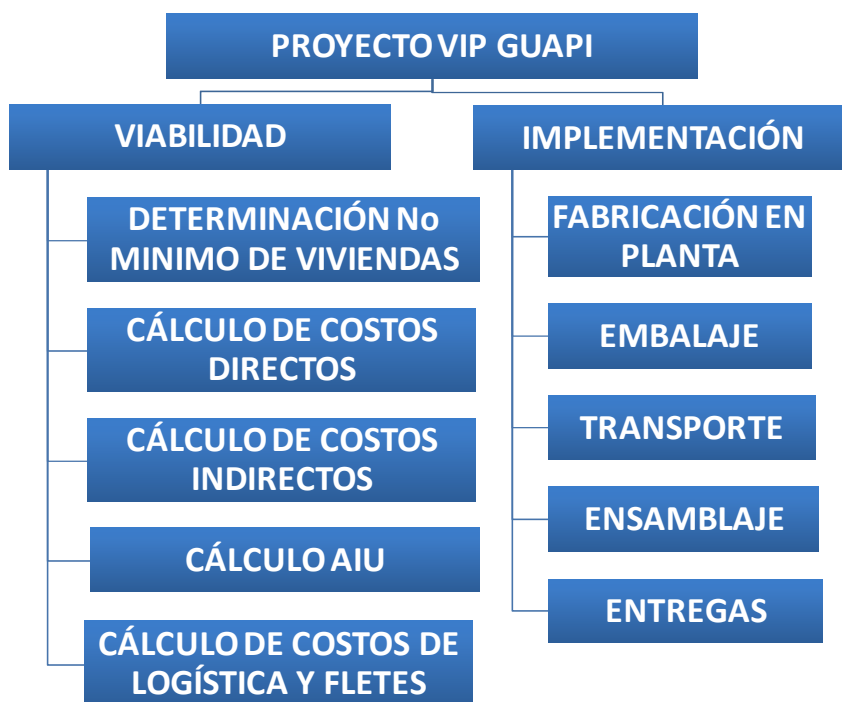 PROYECTO VIP GUAPI
VIABILIDAD
DETERMINACIÓN No
MINIMO DE VIVIENDAS
CÁLCULO DE COSTOS
DIRECTOS
CÁLCULO DE COSTOS
INDIRECTOS
CÁLCULO AIU
CÁLCULO DE COSTOS DE
LOGÍSTICA Y FLETES
IMPLEMENTACIÓN
FABRICACIÓN EN
PLANTA
EMBALAJE
TRANSPORTE
ENSAMBLAJE
ENTREGAS